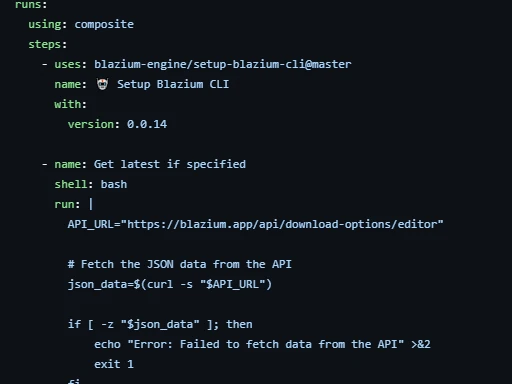 runs:
  using: composite
  steps:
    - uses: blazium-engine/setup-blazium-cli@master
      name: 🤖 Setup Blazium CLI
      with:
        version: 0.0.14

    - name: Get latest if specified
      shell: bash
      run: |
        API_URL="https://blazium.app/api/download-options/editor"

        # Fetch the JSON data from the API
        json_data=$(curl -s "$API_URL")

        if [ -z "$json_data" ]; then
            echo "Error: Failed to fetch data from the API" >&2
            exit 1
        fi